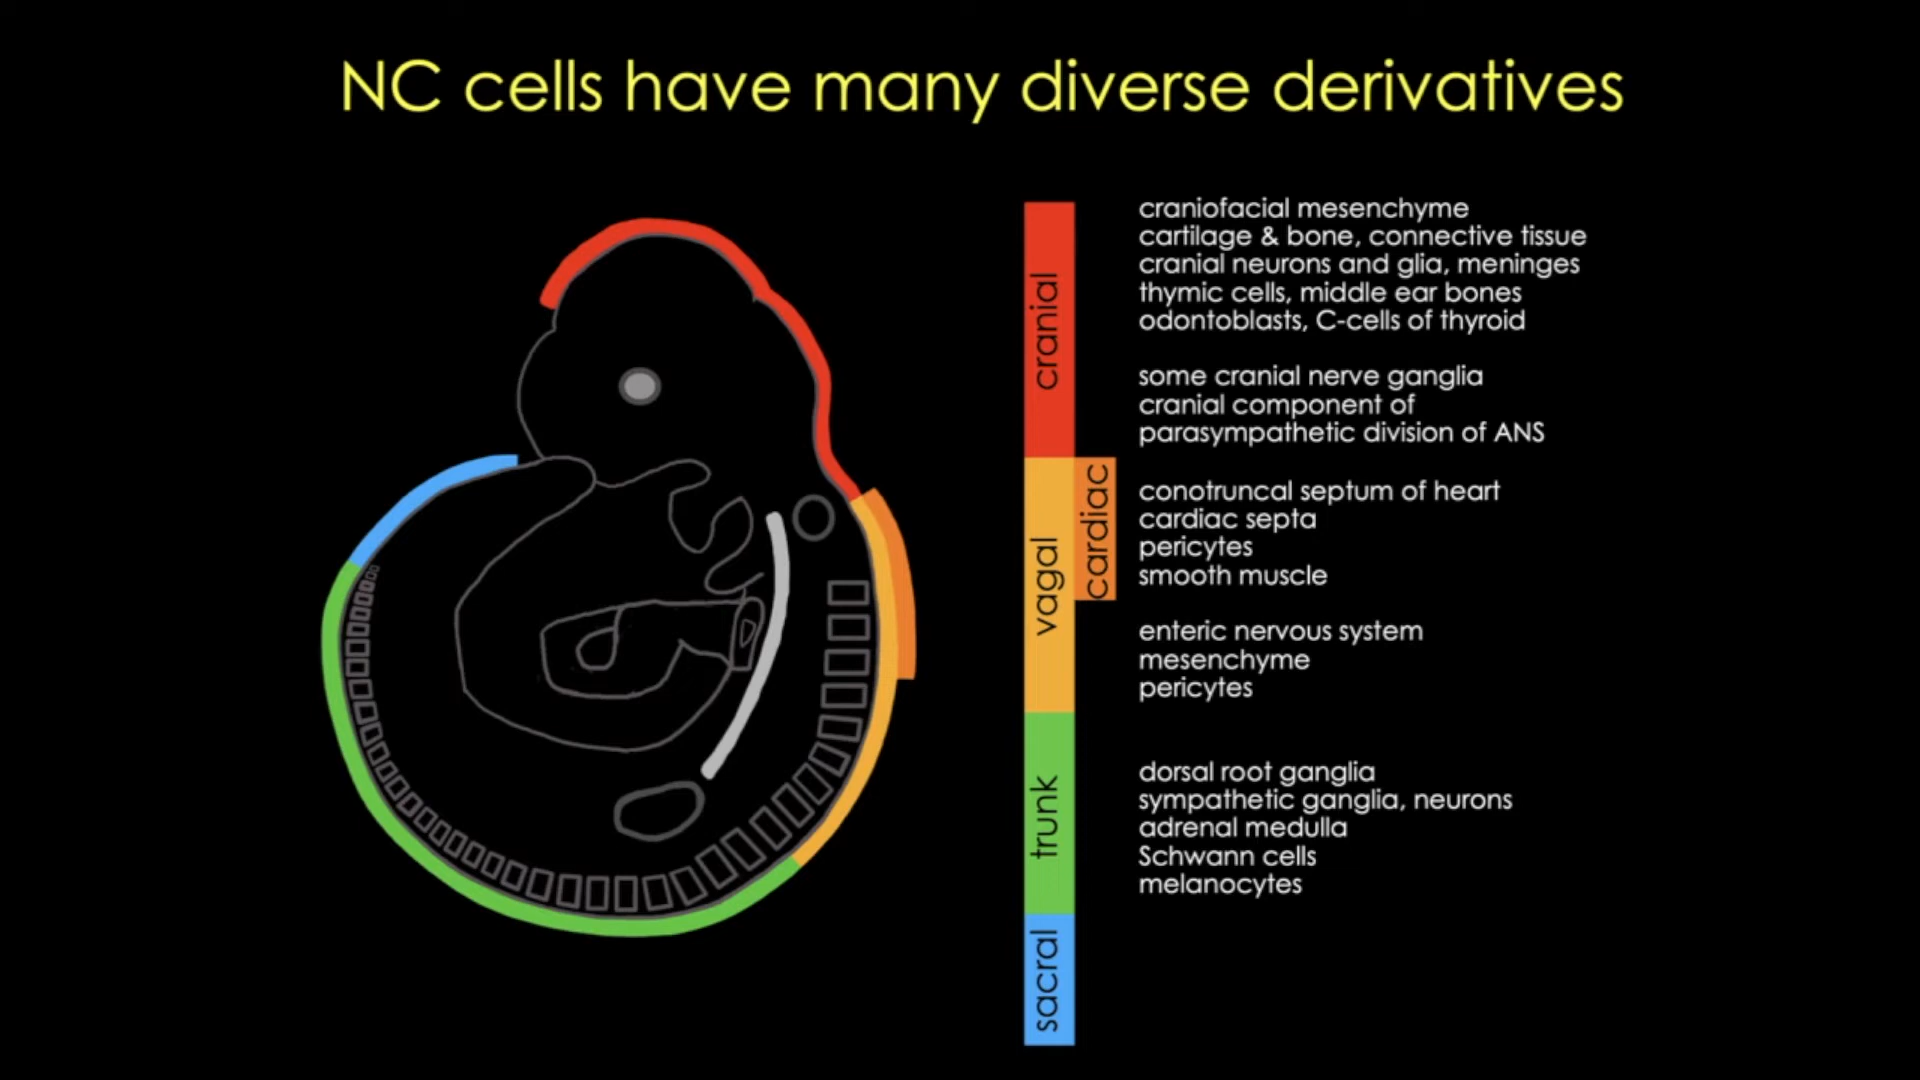 NC cells have many diverse derivatives
cranial
craniofacial mesenchyme
cartilage & bone, connective tissue
cranial neurons and glia, meninges
thymic cells, middle ear bones
odontoblasts, C-cells of thyroid
some cranial nerve ganglia
cranial component of
parasympathetic division of ANS
vagal
cardiac
conotruncal septum of heart
cardiac septa
pericytes
smooth muscle
enteric nervous system
mesenchyme
pericytes
trunk
dorsal root ganglia
sympathetic ganglia, neurons
adrenal medulla
Schwann cells
melanocytes
sacral